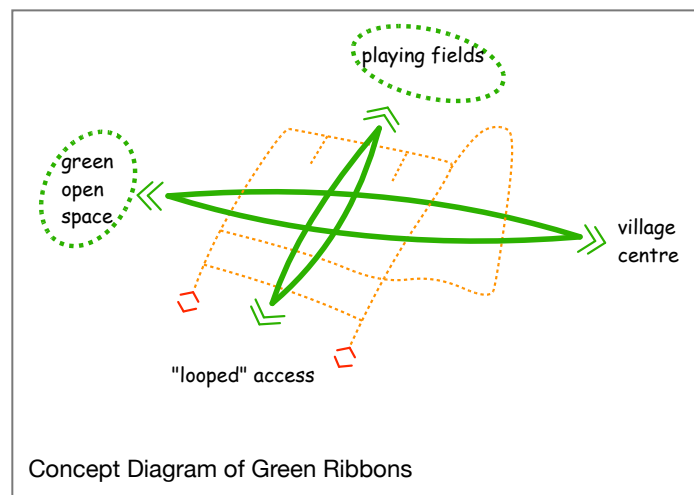 playing fields
green
open
space
village
centre
"looped" access
Concept Diagram of Green Ribbons